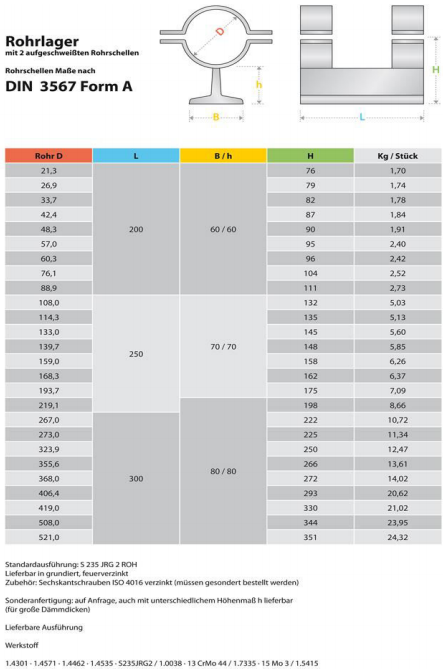 Rohrlager
mit 2 aufgeschweißten Rohrschellen
Rohrschellen Maße nach
DIN 3567 Form A
D
h
B
H
L
Rohr D L B / h H Kg / Stück
21,3 76 1,70
26,9 79 1,74
33,7 82 1,78
42,4 87 1,84
48,3 200 60 / 60 90 1,91
57,0 95 2,40
60,3 96 2,42
76,1 104 2,52
88,9 111 2,73
108,0 132 5,03
114,3 135 5,13
133,0 145 5,60
139,7 70 / 70 148 5,85
250
159,0 158 6,26
168,3 162 6,37
193,7 175 7,09
219,1 198 8,66
267,0 222 10,72
273,0 225 11,34
323,9 250 12,47
355,6 80 / 80 266 13,61
368,0 300 272 14,02
406,4 293 20,62
419,0 330 21,02
508,0 344 23,95
521,0 351 24,32
Standardausführung: S 235 JRG 2 ROH
Lieferbar in grundiert, feuerverzinkt
Zubehör: Sechskantschrauben ISO 4016 verzinkt (müssen gesondert bestellt werden)
Sonderanfertigung: auf Anfrage, auch mit unterschiedlichem Höhenmaß h lieferbar
(für große Dämmdicken)
Lieferbare Ausführung
Werkstoff
1.4301 · 1.4571 · 1.4462 · 1.4535 · S235JRG2 / 1.0038 · 13 CrMo 44 / 1.7335 · 15 Mo 3 / 1.5415